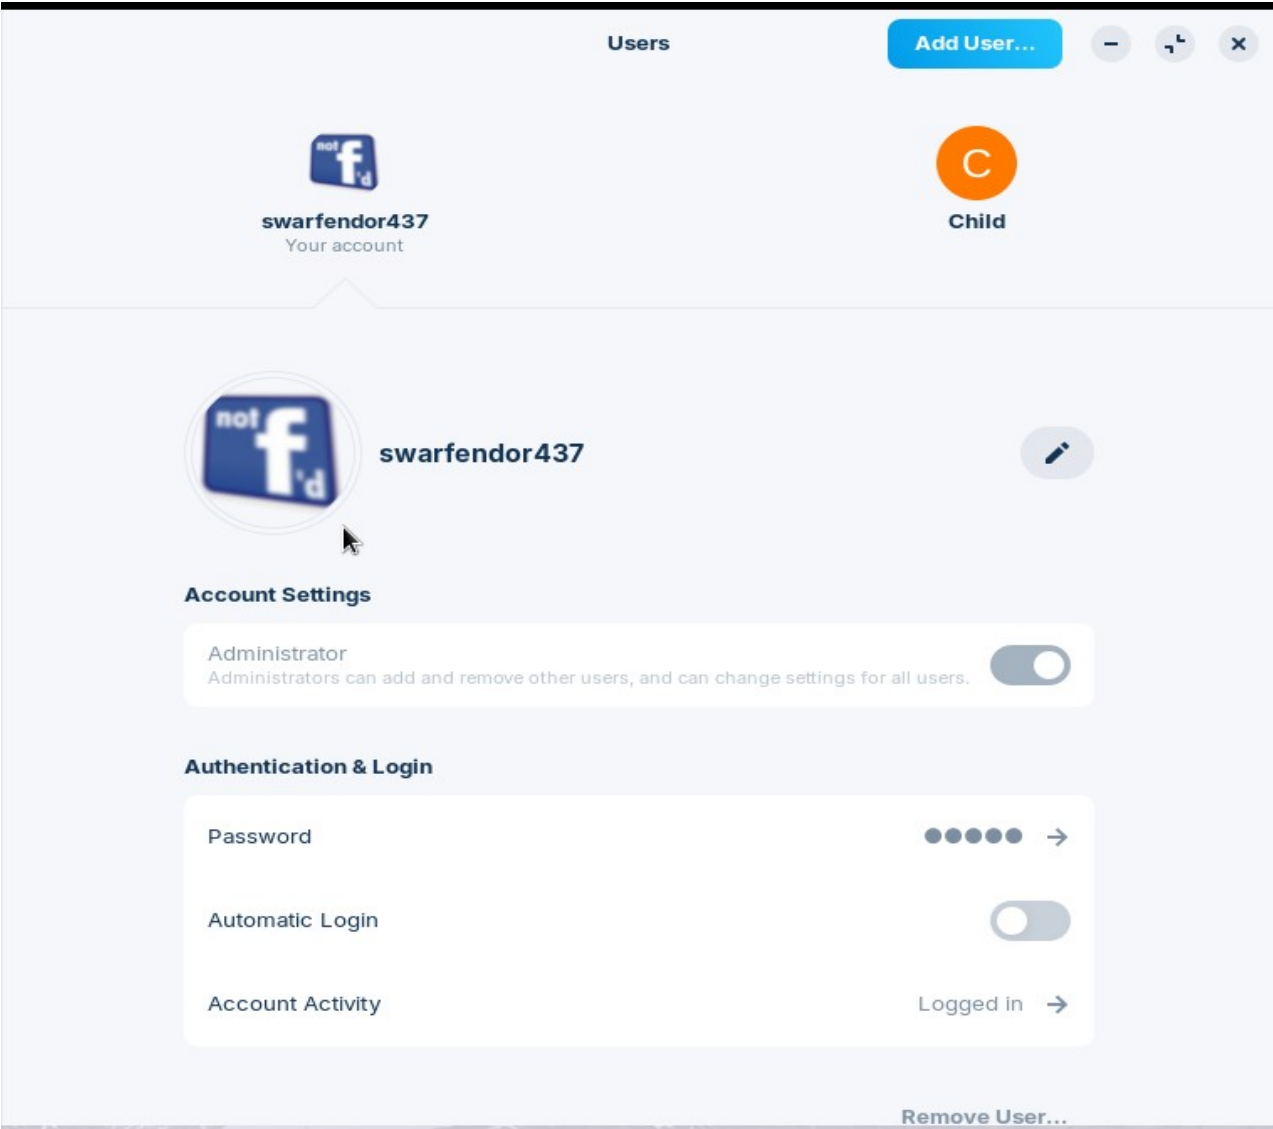 Users
Add User...
not f 'd
swarfendor437
Your account
C
Child
not f 'd
swarfendor437
Account Settings
Administrator
Administrators can add and remove other users, and can change settings for all users.
Authentication & Login
Password
Automatic Login
Account Activity
Logged in
Remove User...